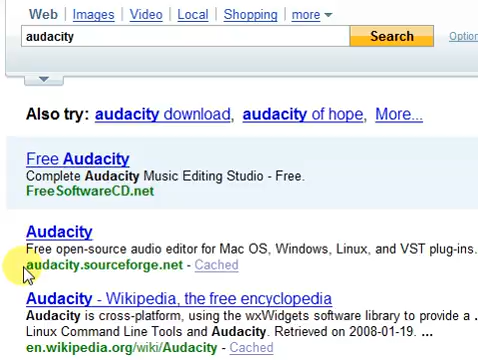 Web | Images | Video | Local | Shopping | more
audacity Search Option
Also try: audacity download, audacity of hope, More...
Free Audacity
Complete Audacity Music Editing Studio - Free.
FreeSoftwareCD.net
Audacity
Free open-source audio editor for Mac OS, Windows, Linux, and VST plug-ins.
audacity.sourceforge.net - Cached
Audacity - Wikipedia, the free encyclopedia
Audacity is cross-platform, using the wxWidgets software library to provide a .
Linux Command Line Tools and Audacity. Retrieved on 2008-01-19. ...
en.wikipedia.org/wiki/Audacity - Cached